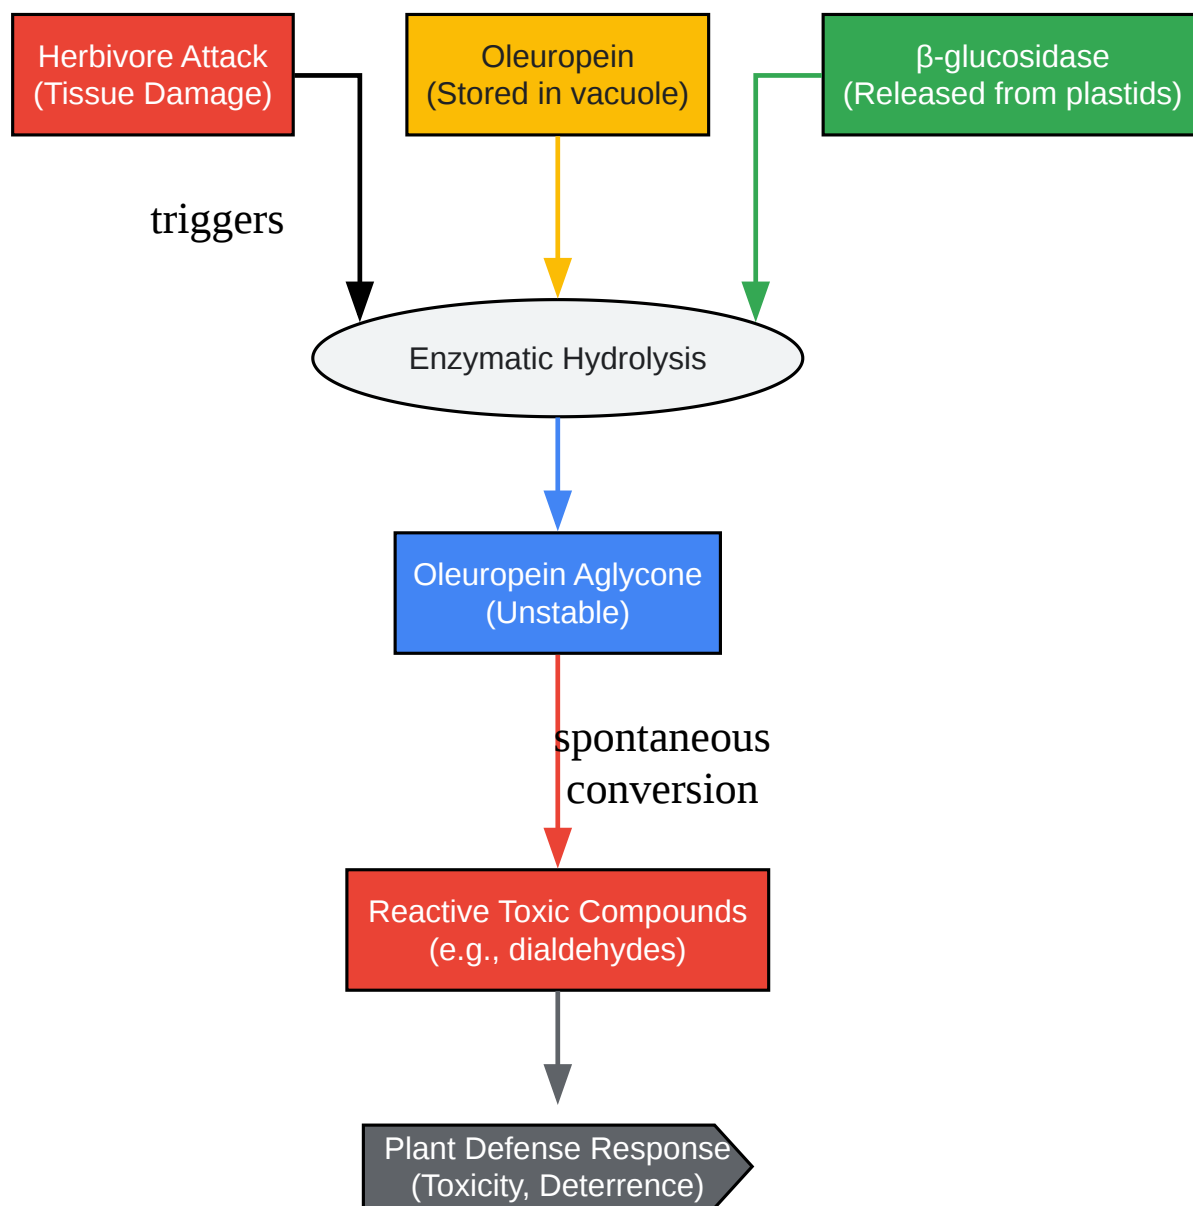 Herbivore Attack
(Tissue Damage)
Oleuropein
(Stored in vacuole)
β-glucosidase
(Released from plastids)
triggers
Enzymatic Hydrolysis
Oleuropein Aglycone
(Unstable)
spontaneous
conversion
Reactive Toxic Compounds
(e.g., dialdehydes)
Plant Defense Response
(Toxicity, Deterrence)